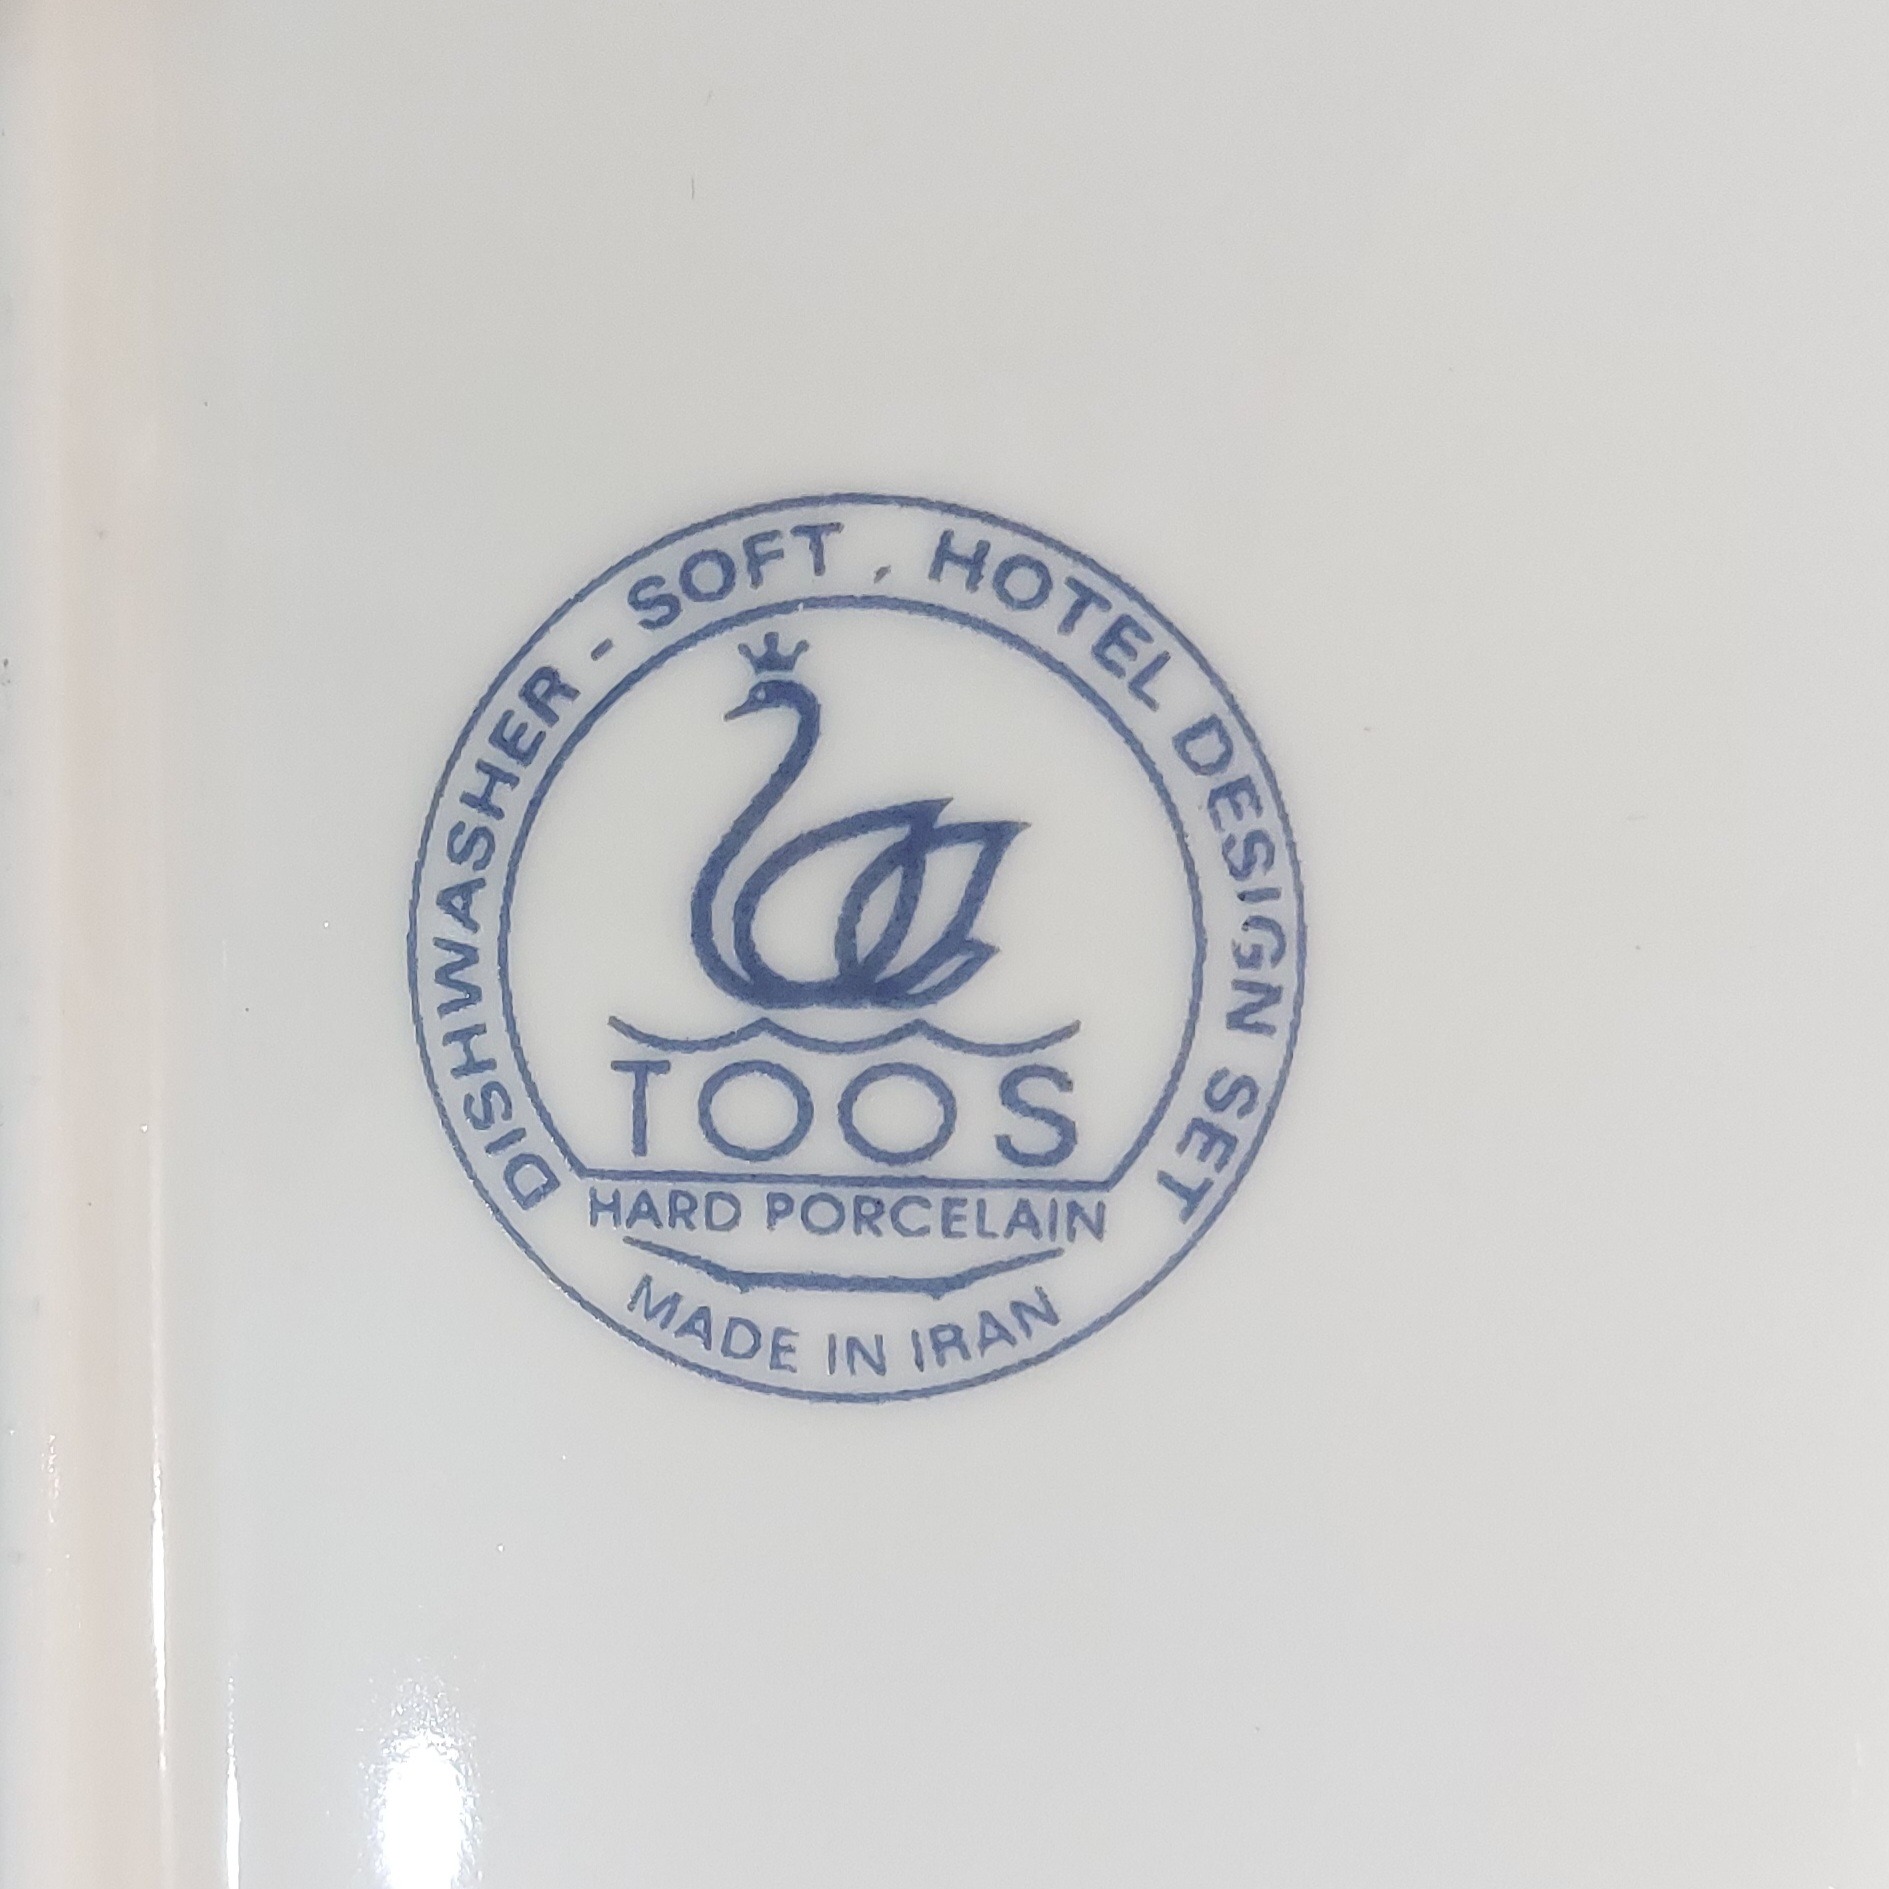 DISHWASHER - SOFT , HOTEL DESIGN SET
TOOS
HARD PORCELAIN
MADE IN IRAN